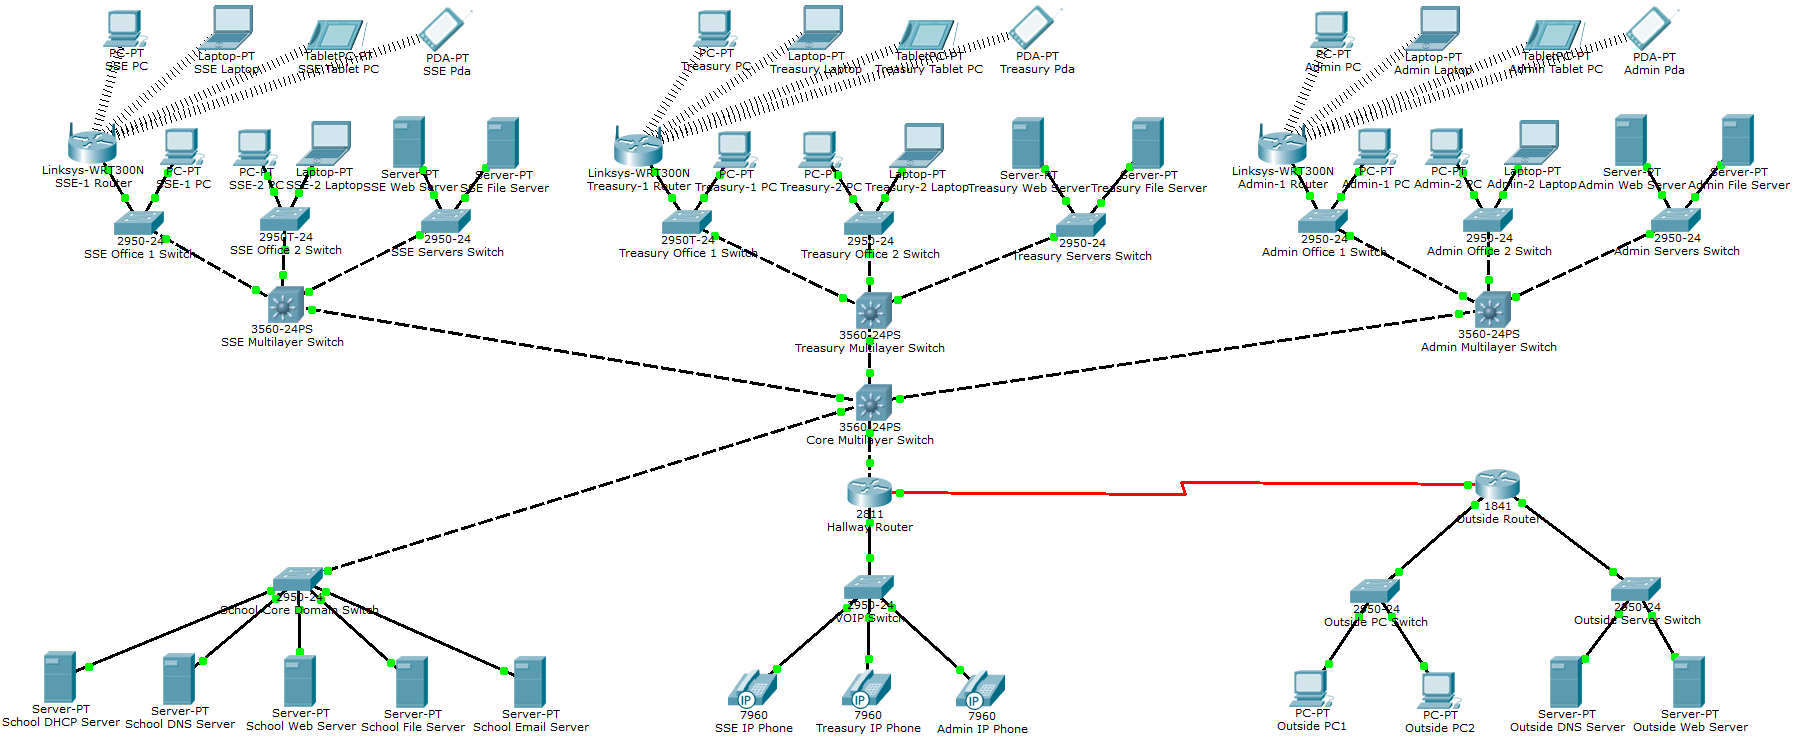 PC-PT
SSE PC
Laptop-PT
SSE Laptop
TabletPC-PT
SSE Tablet PC
PDA-PT
SSE Pda
PC-PT
Treasury PC
Laptop-PT
Treasury Laptop
TabletPC-PT
Treasury Tablet PC
PDA-PT
Treasury Pda
PC-PT
Admin PC
Laptop-PT
Admin Laptop
TabletPC-PT
Admin Tablet PC
PDA-PT
Admin Pda
Linksys-WRT300N
SSE-1 Router
PC-PT
SSE-1 PC
PC-PT
SSE-2 PC
Laptop-PT
SSE-2 Laptop
Server-PT
SSE Web Server
Server-PT
SSE File Server
Linksys-WRT300N
Treasury-1 Router
PC-PT
Treasury-1 PC
PC-PT
Treasury-2 PC
Laptop-PT
Treasury-2 Laptop
Server-PT
Treasury Web Server
Server-PT
Treasury File Server
Linksys-WRT300N
Admin-1 Router
PC-PT
Admin-1 PC
PC-PT
Admin-2 PC
Laptop-PT
Admin-2 Laptop
Server-PT
Admin Web Server
Server-PT
Admin File Server
2950-24
SSE Office 1 Switch
2950T-24
SSE Office 2 Switch
2950-24
SSE Servers Switch
2950T-24
Treasury Office 1 Switch
2950-24
Treasury Office 2 Switch
2950-24
Treasury Servers Switch
2950-24
Admin Office 1 Switch
2950-24
Admin Office 2 Switch
2950-24
Admin Servers Switch
3560-24PS
SSE Multilayer Switch
3560-24PS
Treasury Multilayer Switch
3560-24PS
Admin Multilayer Switch
3560-24PS
Core Multilayer Switch
2811
Hallway Router
1841
Outside Router
2950-24
School Core Domain Switch
2950-24
VOIP Switch
2950-24
Outside PC Switch
2950-24
Outside Server Switch
Server-PT
School DHCP Server
Server-PT
School DNS Server
Server-PT
School Web Server
Server-PT
School File Server
Server-PT
School Email Server
IP
7960
SSE IP Phone
IP
7960
Treasury IP Phone
IP
7960
Admin IP Phone
PC-PT
Outside PC1
PC-PT
Outside PC2
Server-PT
Outside DNS Server
Server-PT
Outside Web Server